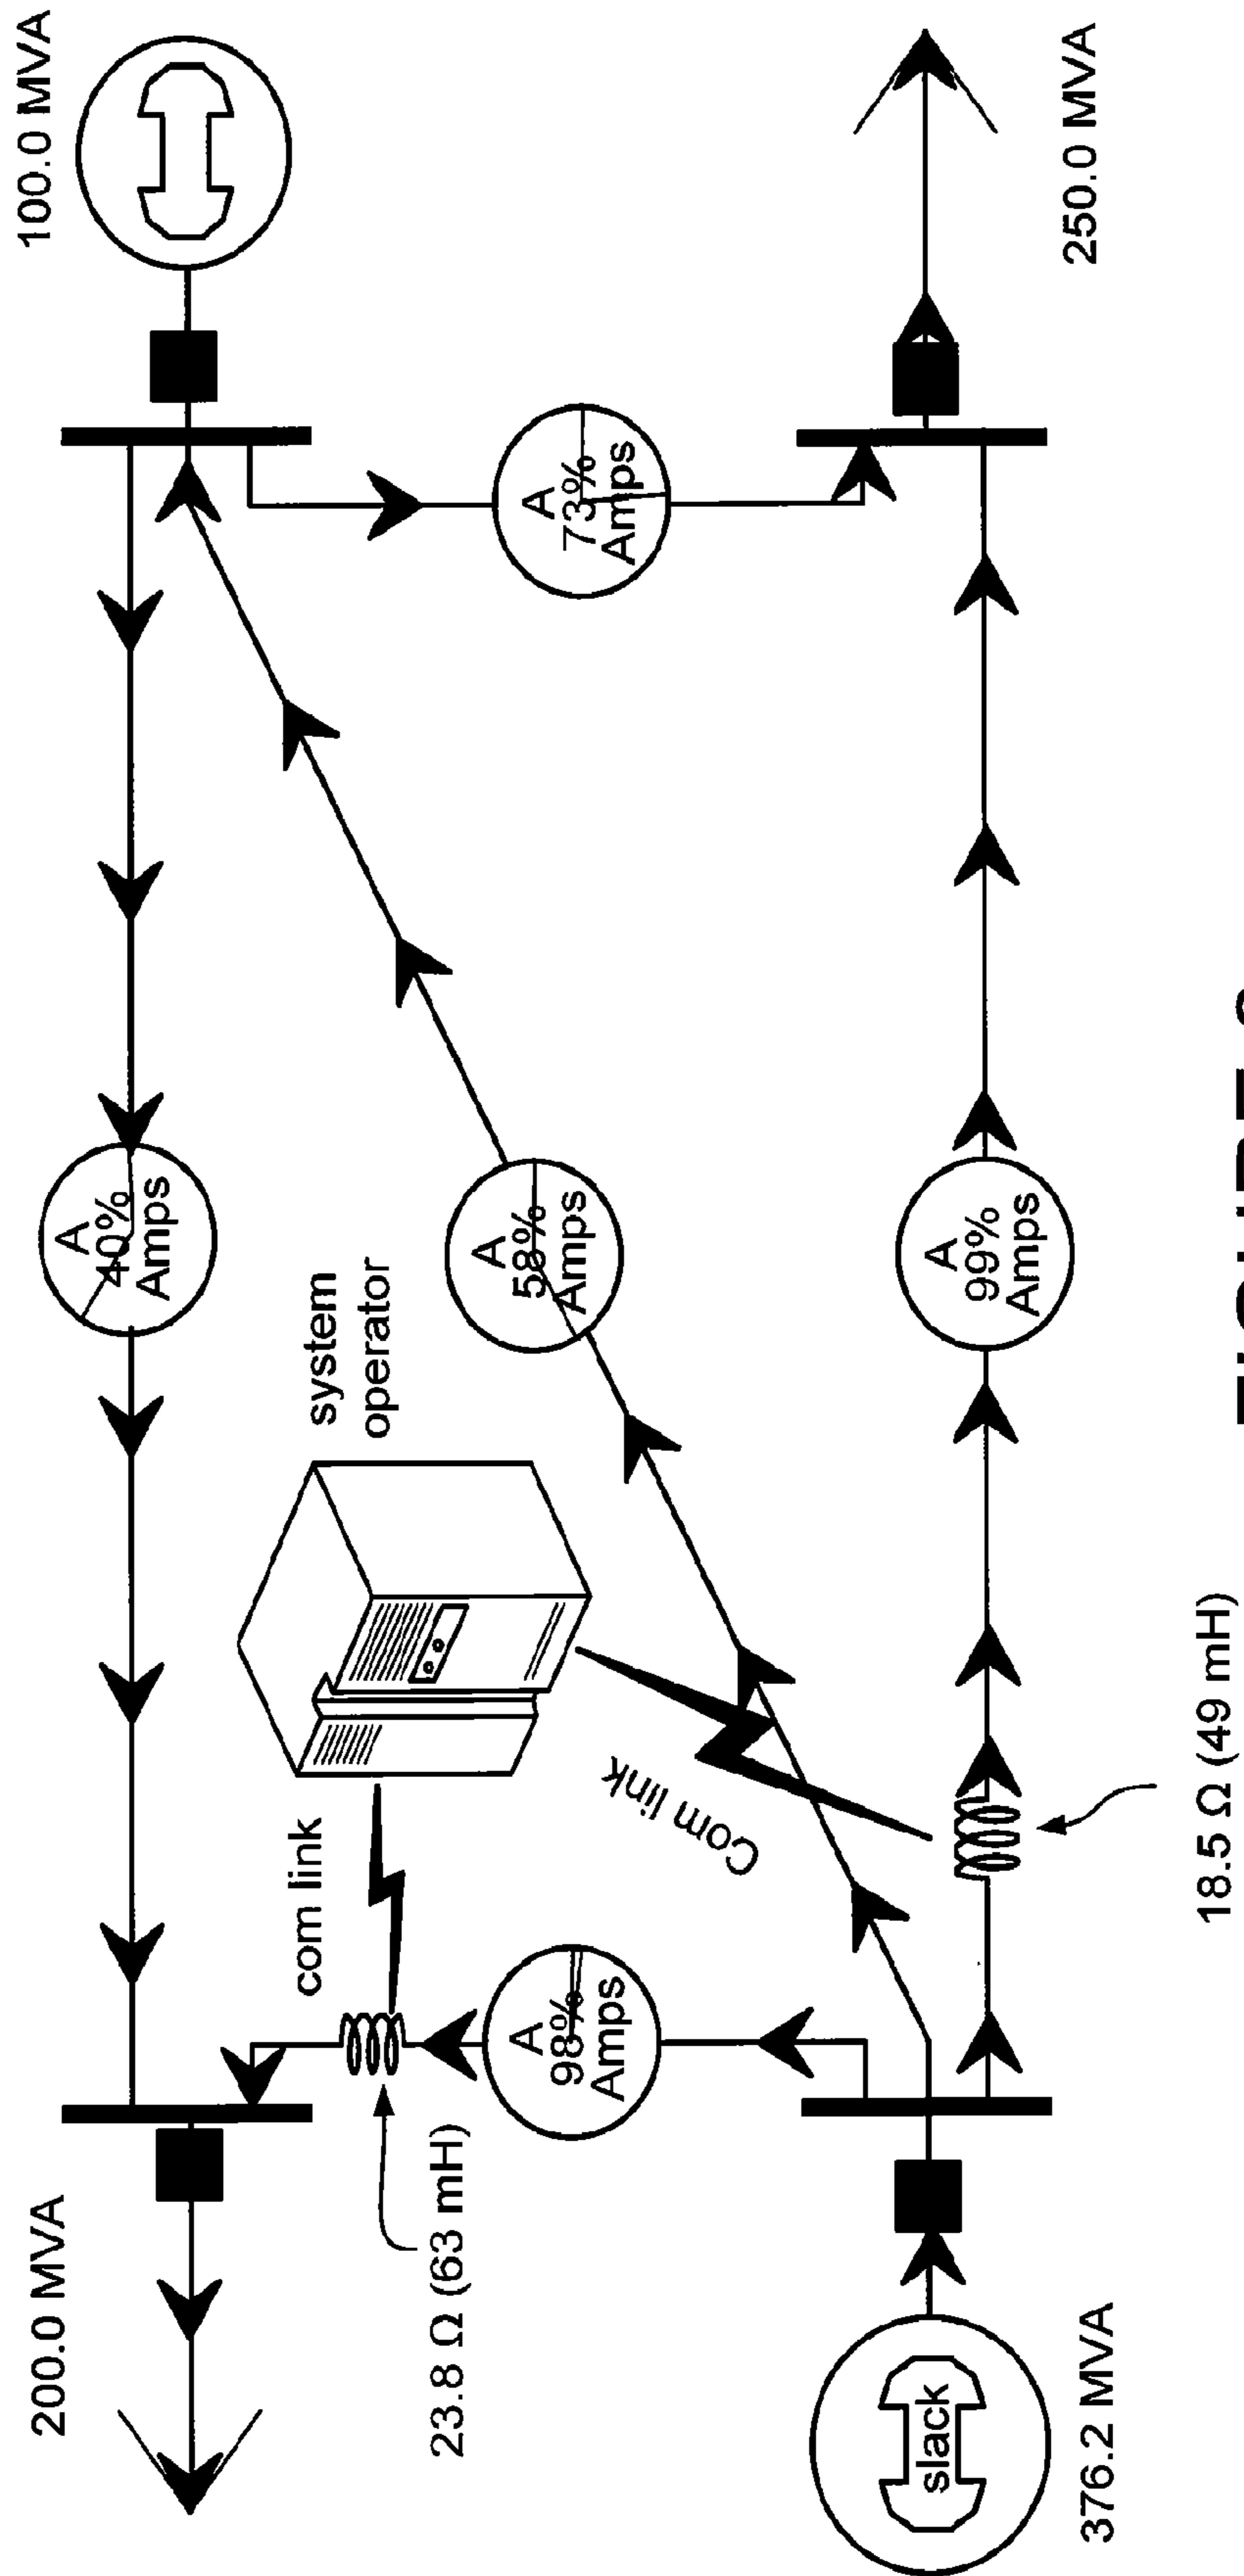 200.0 MVA
100.0 MVA
A
40%
Amps
com link
system
operator
23.8 Ω (63 mH)
A
98%
Amps
A
58%
Amps
A
73%
Amps
Com link
slack
376.2 MVA
A
99%
Amps
250.0 MVA
18.5 Ω (49 mH)
FIGURE